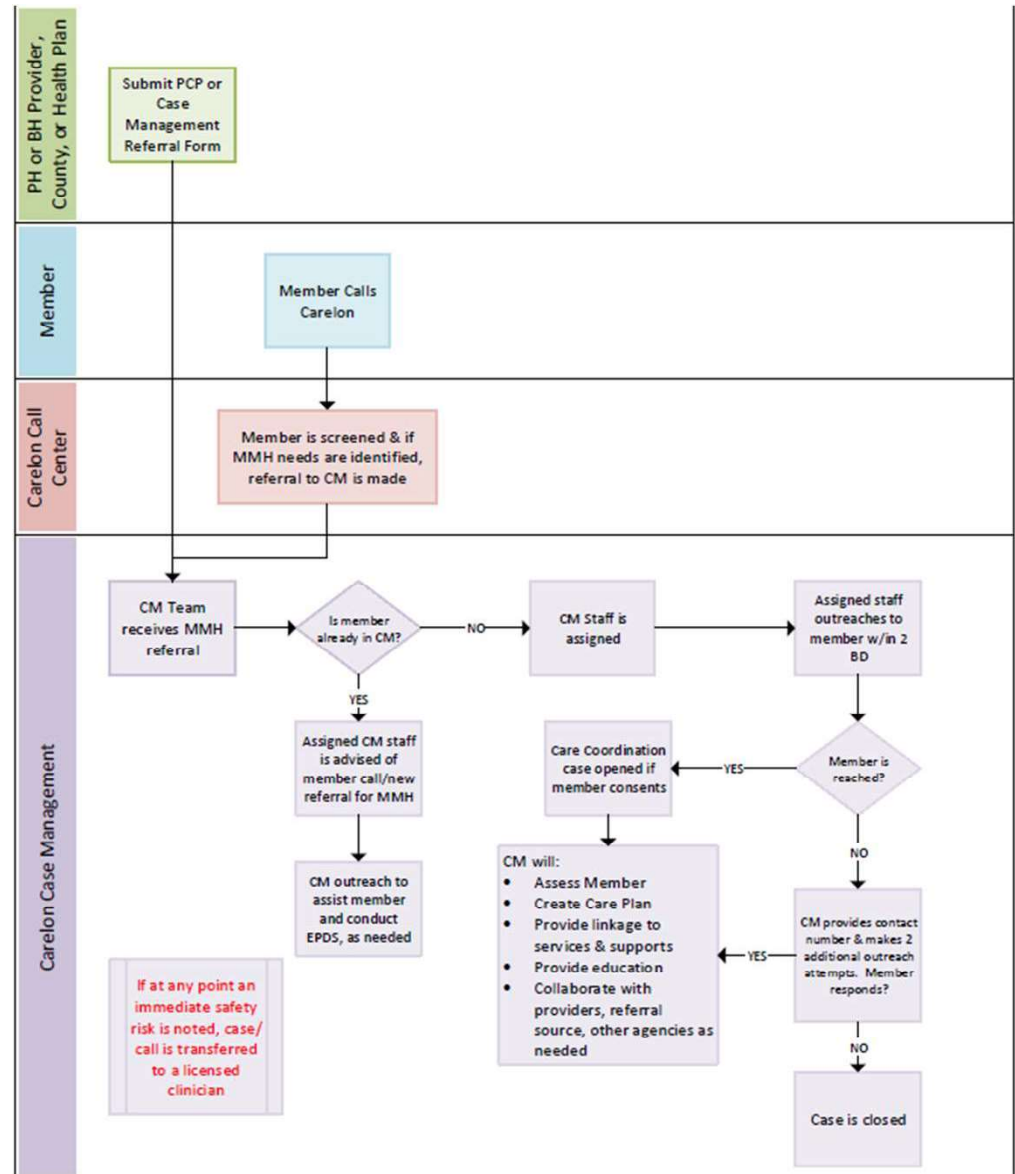 PH or BH Provider,
County, or Health Plan
Submit PCP or
Case
Management
Referral Form
Member
Member Calls
Carelon
Carelon Call
Center
Member is screened & if
MMH needs are identified,
referral to CM is made
Carelon Case Management
CM Team
receives MMH
referral
Is member
already in CM?
NO
CM Staff is
assigned
Assigned staff
outreaches to
member w/in 2
BD
YES
Assigned CM staff
is advised of
member call/new
referral for MMH
Care Coordination
case opened if
member consents
YES
Member is
reached?
NO
CM outreach to
assist member
and conduct
EPDS, as needed
CM will:
• Assess Member
• Create Care Plan
• Provide linkage to
services & supports
• Provide education
• Collaborate with
providers, referral
source, other agencies as
needed
YES
CM provides contact
number & makes 2
additional outreach
attempts. Member
responds?
NO
If at any point an
immediate safety
risk is noted, case/
call is transferred
to a licensed
clinician
Case is closed